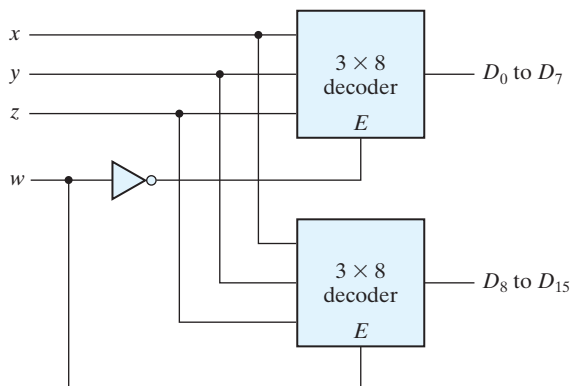 x
y
z
w
3 × 8
decoder
E
D₀ to D₇
3 × 8
decoder
E
D₈ to D₁₅